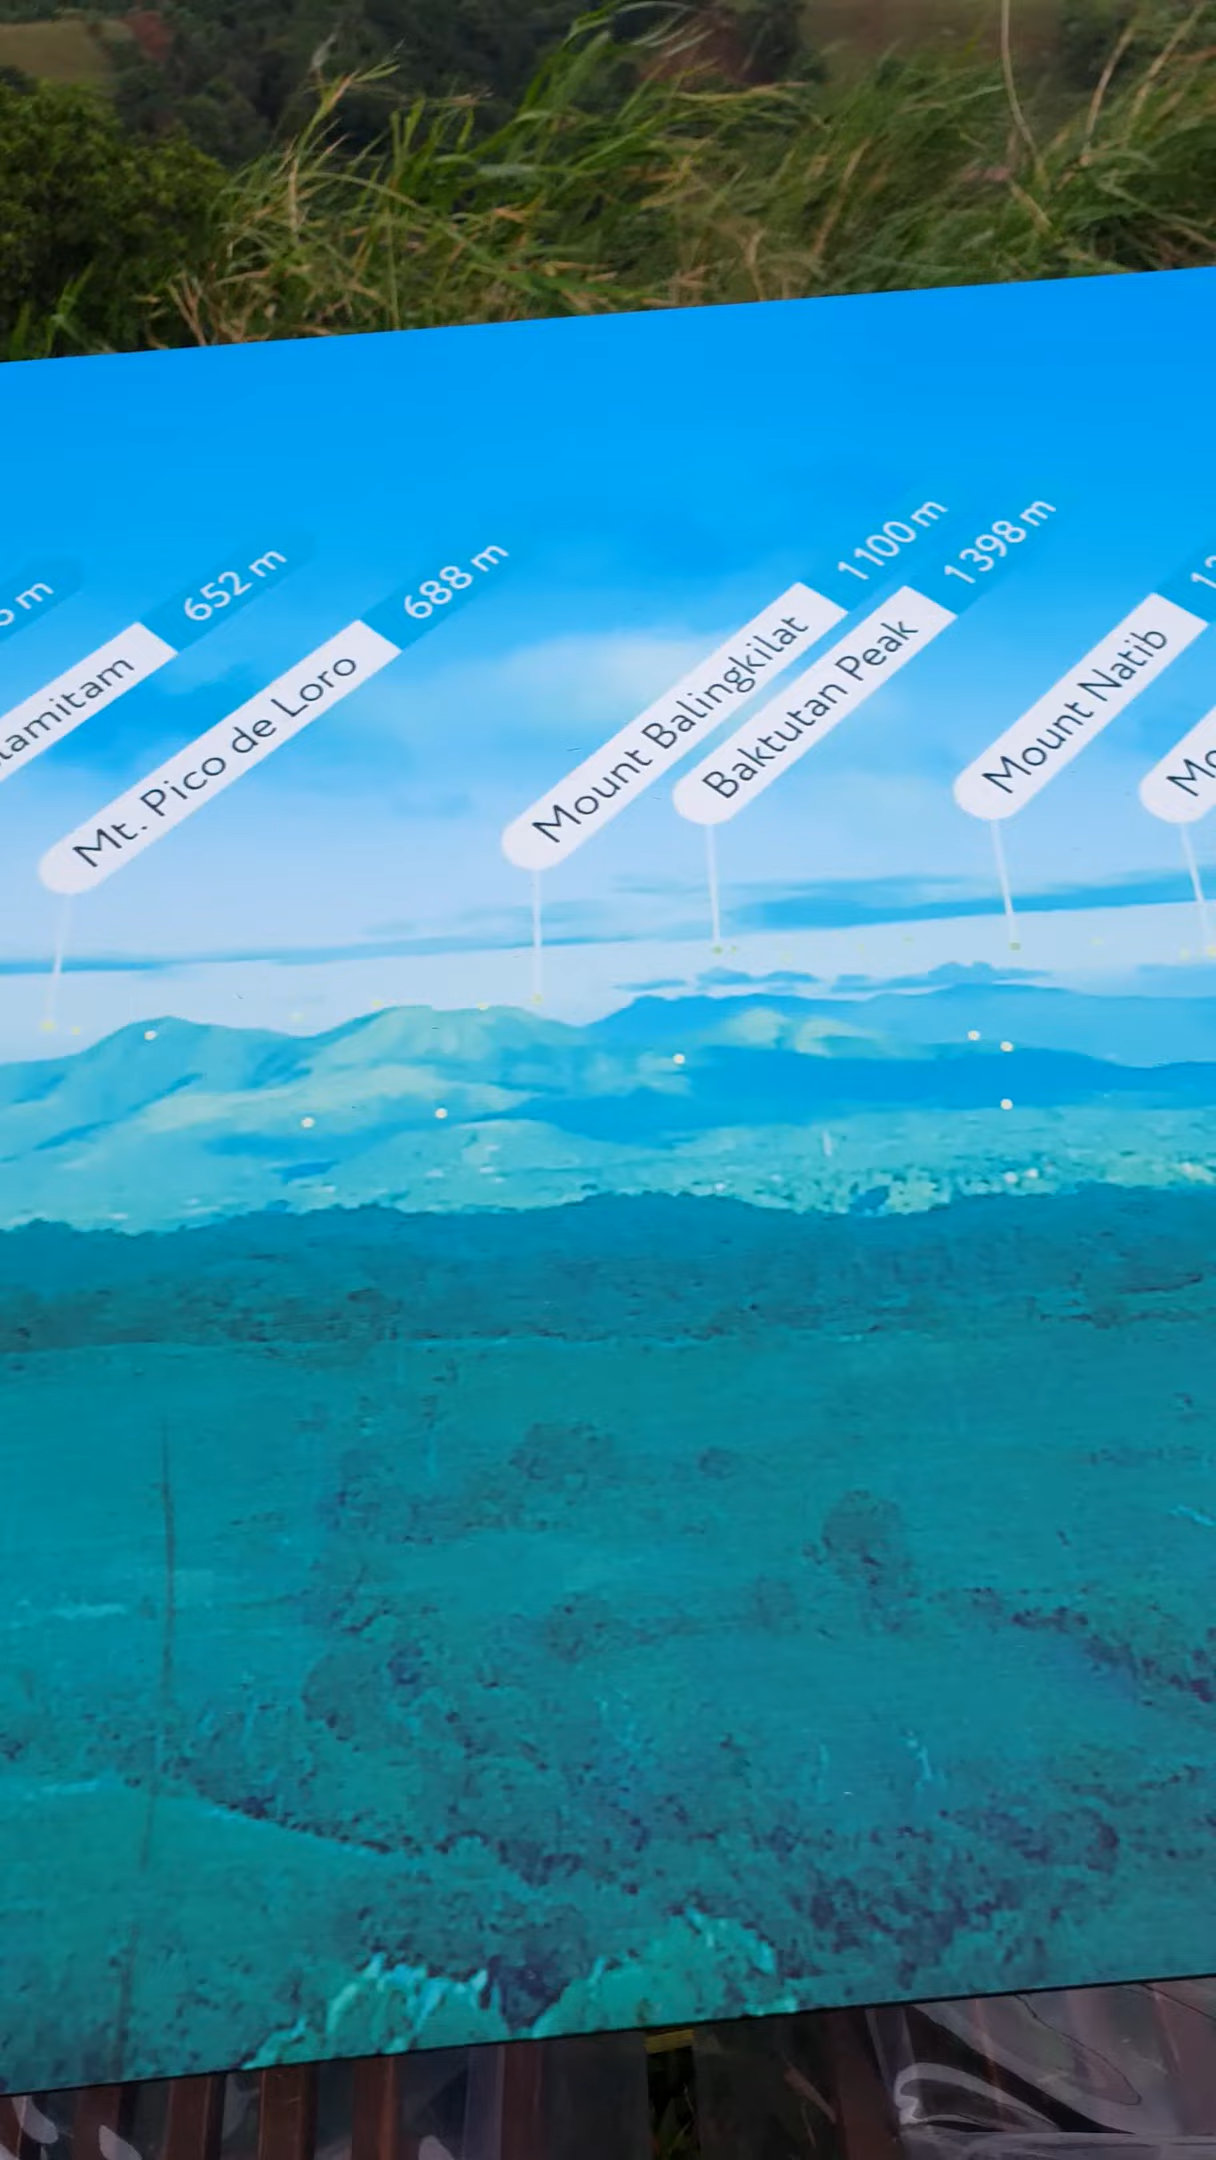 652 m
Mt. Pico de Loro
688 m
Mount Balingkilat
1100 m
Baktutan Peak
1398 m
Mount Natib